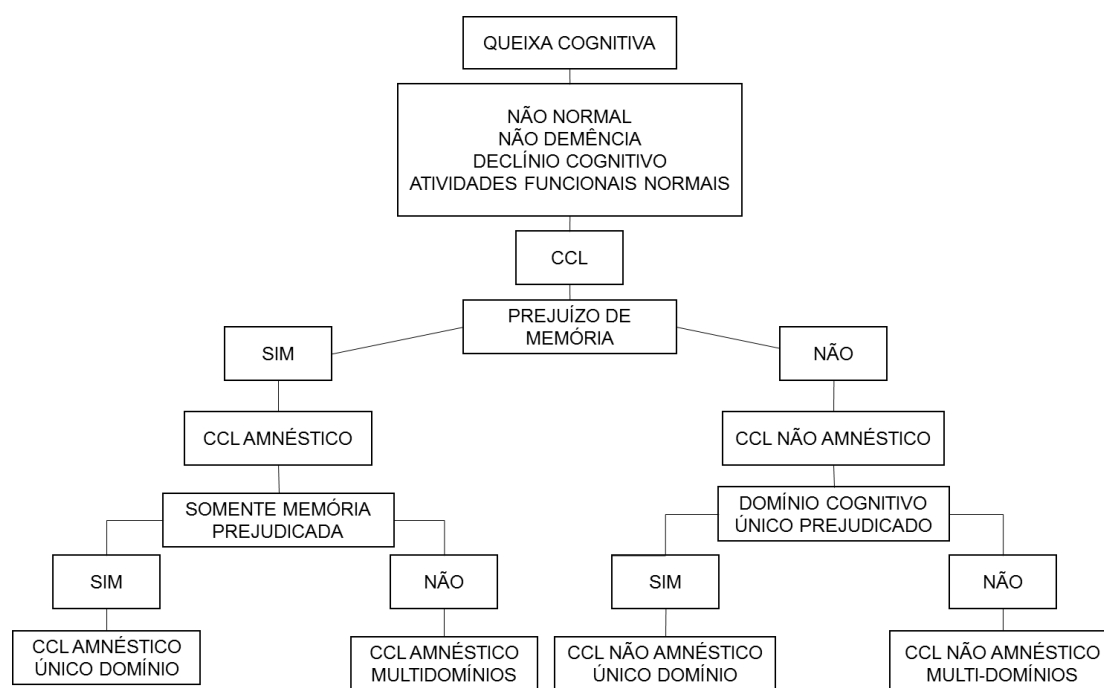 QUEIXA COGNITIVA
NÃO NORMAL
NÃO DEMÊNCIA
DECLÍNIO COGNITIVO
ATIVIDADES FUNCIONAIS NORMAIS
CCL
PREJUÍZO DE
MEMÓRIA
SIM
NÃO
CCL AMNÉSTICO
CCL NÃO AMNÉSTICO
SOMENTE MEMÓRIA
PREJUDICADA
DOMÍNIO COGNITIVO
ÚNICO PREJUDICADO
SIM
NÃO
SIM
NÃO
CCL AMNÉSTICO
ÚNICO DOMÍNIO
CCL AMNÉSTICO
MULTIDOMÍNIOS
CCL NÃO AMNÉSTICO
ÚNICO DOMÍNIO
CCL NÃO AMNÉSTICO
MULTI-DOMÍNIOS